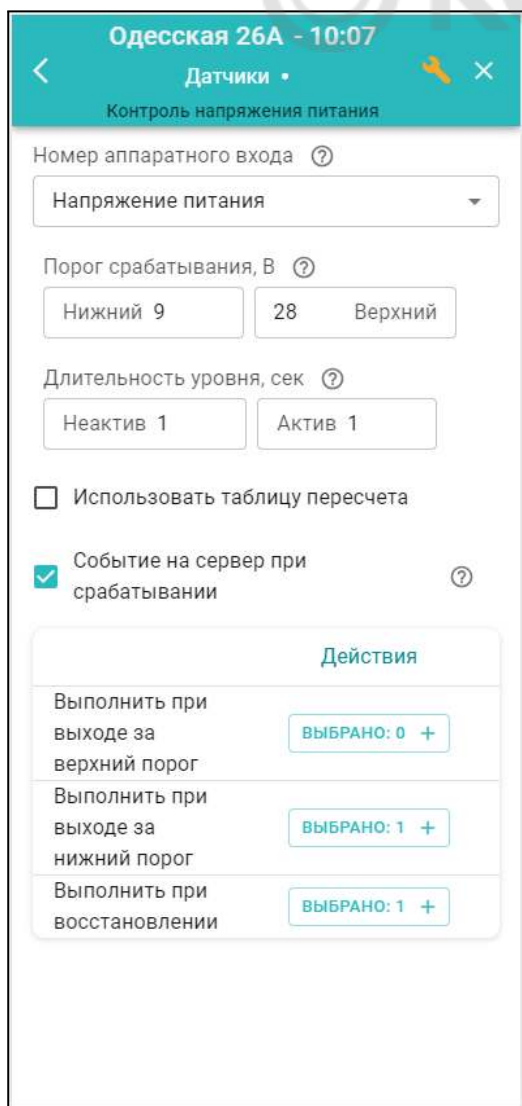 Одесская 26А - 10:07
Датчики •
Контроль напряжения питания
Номер аппаратного входа
Напряжение питания
Порог срабатывания, В
Нижний 9
28 Верхний
Длительность уровня, сек
Неактив 1
Актив 1
Использовать таблицу пересчета
Событие на сервер при
срабатывании
Действия
Выполнить при
выходе за
верхний порог
ВЫБРАНО: 0 +
Выполнить при
выходе за
нижний порог
ВЫБРАНО: 1 +
Выполнить при
восстановлении
ВЫБРАНО: 1 +